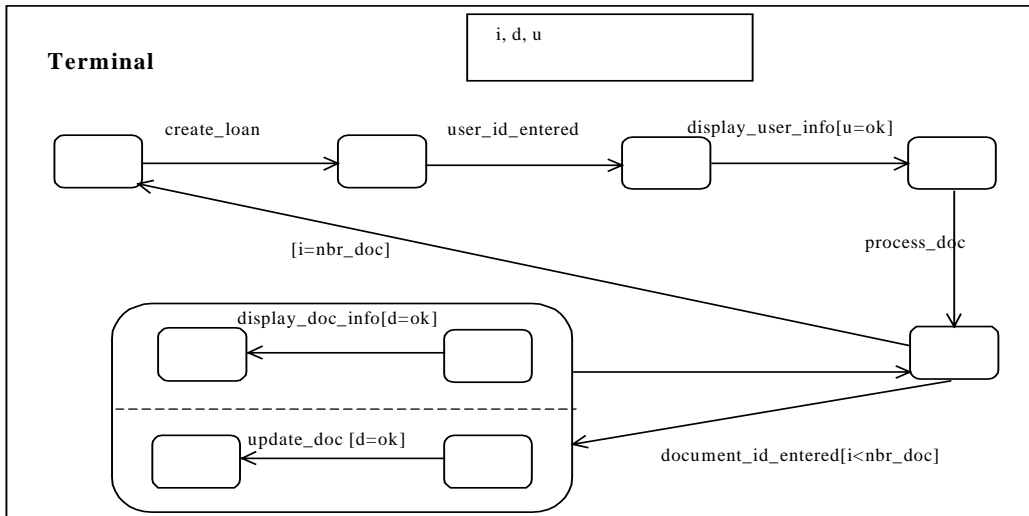 i, d, u
Terminal
create_loan
user_id_entered
display_user_info[u=ok]
process_doc
[i=nbr_doc]
display_doc_info[d=ok]
update_doc [d=ok]
document_id_entered[i<nbr_doc]